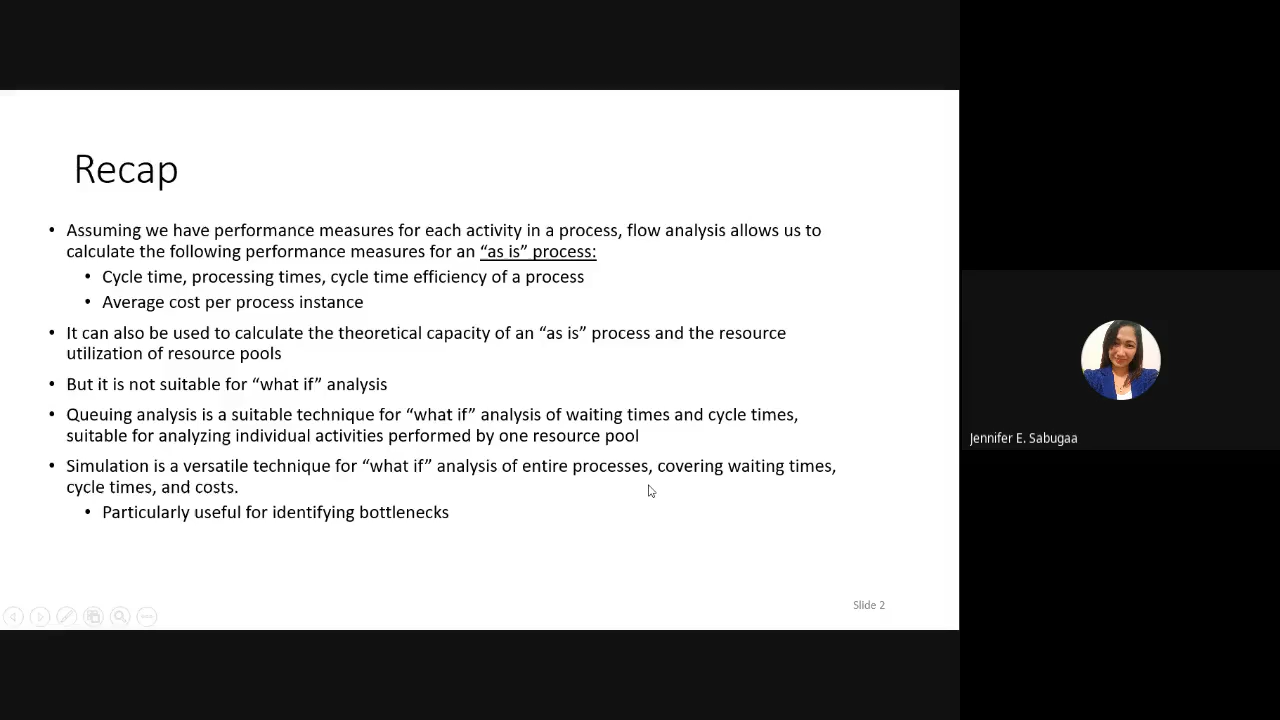 Recap
• Assuming we have performance measures for each activity in a process, flow analysis allows us to
calculate the following performance measures for an “as is” process:
• Cycle time, processing times, cycle time efficiency of a process
• Average cost per process instance
• It can also be used to calculate the theoretical capacity of an “as is” process and the resource
utilization of resource pools
• But it is not suitable for “what if” analysis
• Queuing analysis is a suitable technique for “what if” analysis of waiting times and cycle times,
suitable for analyzing individual activities performed by one resource pool
• Simulation is a versatile technique for “what if” analysis of entire processes, covering waiting times,
cycle times, and costs.
• Particularly useful for identifying bottlenecks
Slide 2
Jennifer E. Sabugaa